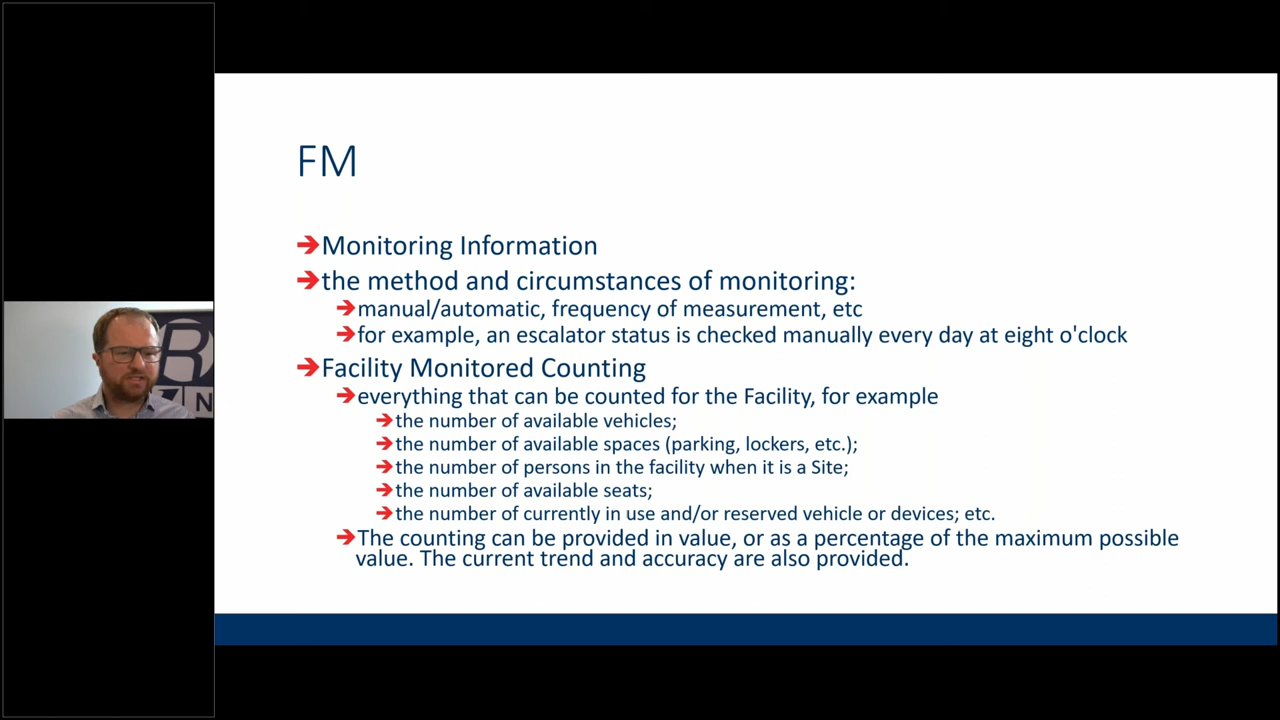 FM
Monitoring Information
the method and circumstances of monitoring:
manual/automatic, frequency of measurement, etc
for example, an escalator status is checked manually every day at eight o'clock
Facility Monitored Counting
everything that can be counted for the Facility, for example
the number of available vehicles;
the number of available spaces (parking, lockers, etc.);
the number of persons in the facility when it is a Site;
the number of available seats;
the number of currently in use and/or reserved vehicle or devices; etc.
The counting can be provided in value, or as a percentage of the maximum possible
value. The current trend and accuracy are also provided.
R
N